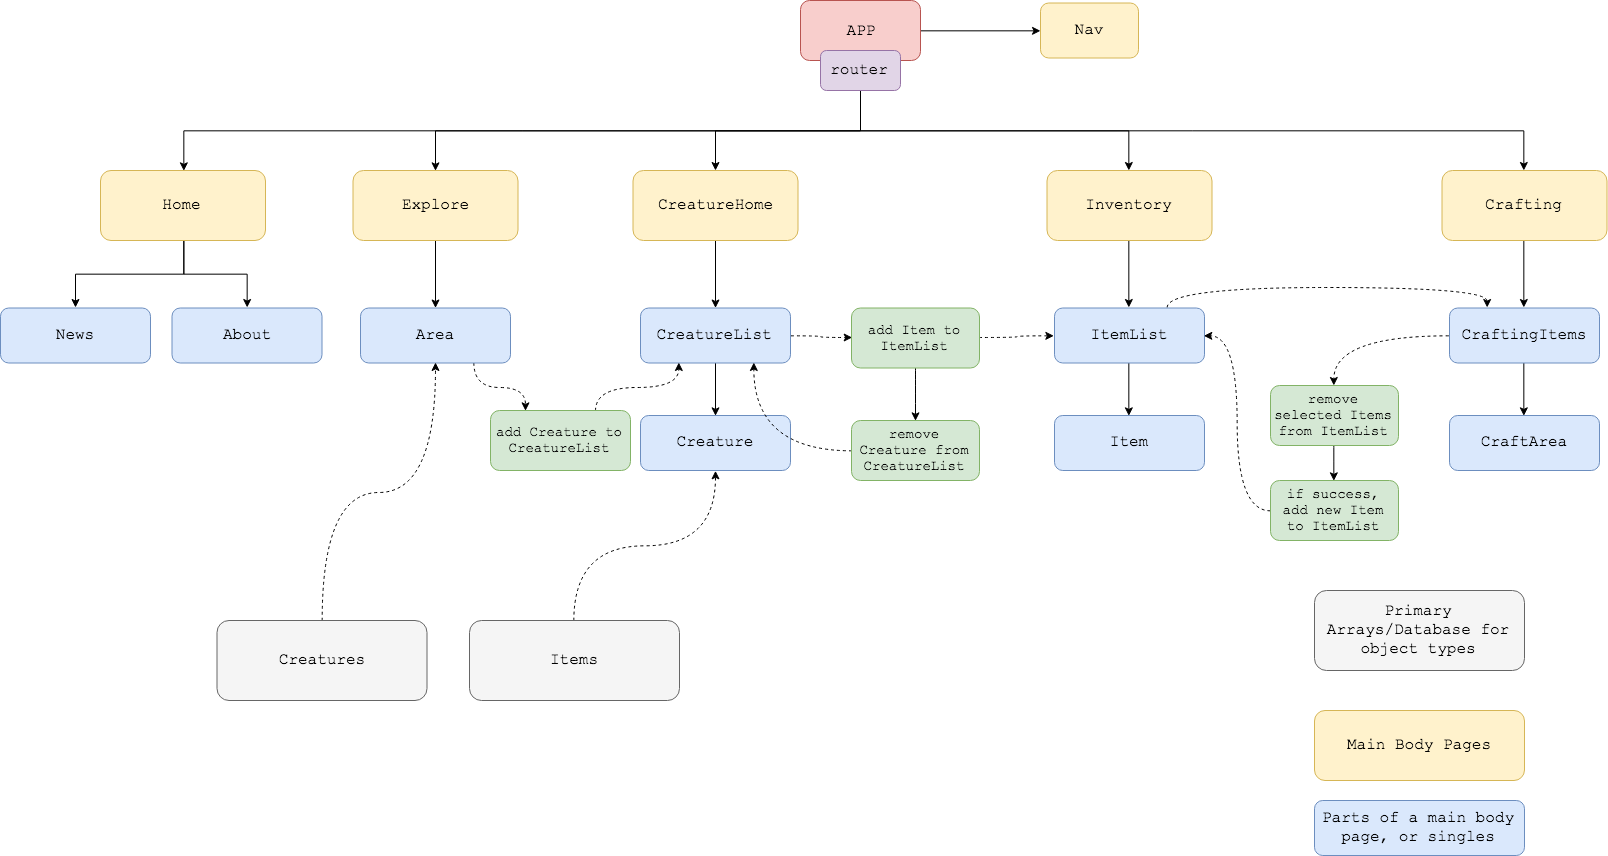 APP
Nav
router
Home
Explore
CreatureHome
Inventory
Crafting
News
About
Area
CreatureList
add Item to
ItemList
ItemList
CraftingItems
add Creature to
CreatureList
Creature
remove
Creature from
CreatureList
Item
remove
selected Items
from ItemList
CraftArea
if success,
add new Item
to ItemList
Creatures
Items
Primary
Arrays/Database for
object types
Main Body Pages
Parts of a main body
page, or singles